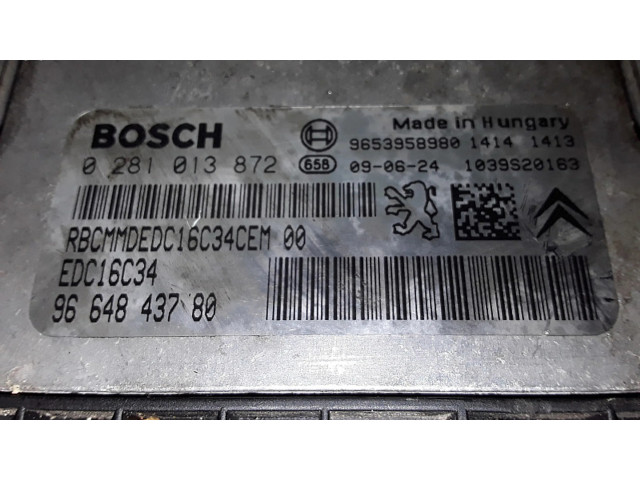 BOSCH
Made in Hungary
9653958980 1414 1413
0 281 013 872 658 09-06-24 1039S20163
RBCMMDEDC16C34CEM 00
EDC16C34
96 648 437 80